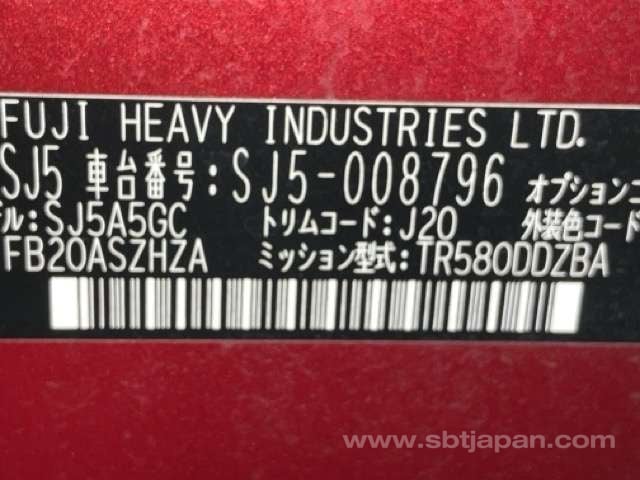 FUJI HEAVY INDUSTRIES LTD.
SJ5 車台番号:SJ5-008796 オプションコ
ル:SJ5A5GC トリムコード:J20 外装色コード
FB20ASZHZA ミッション型式:TR580DDZBA
www.sbtjapan.com